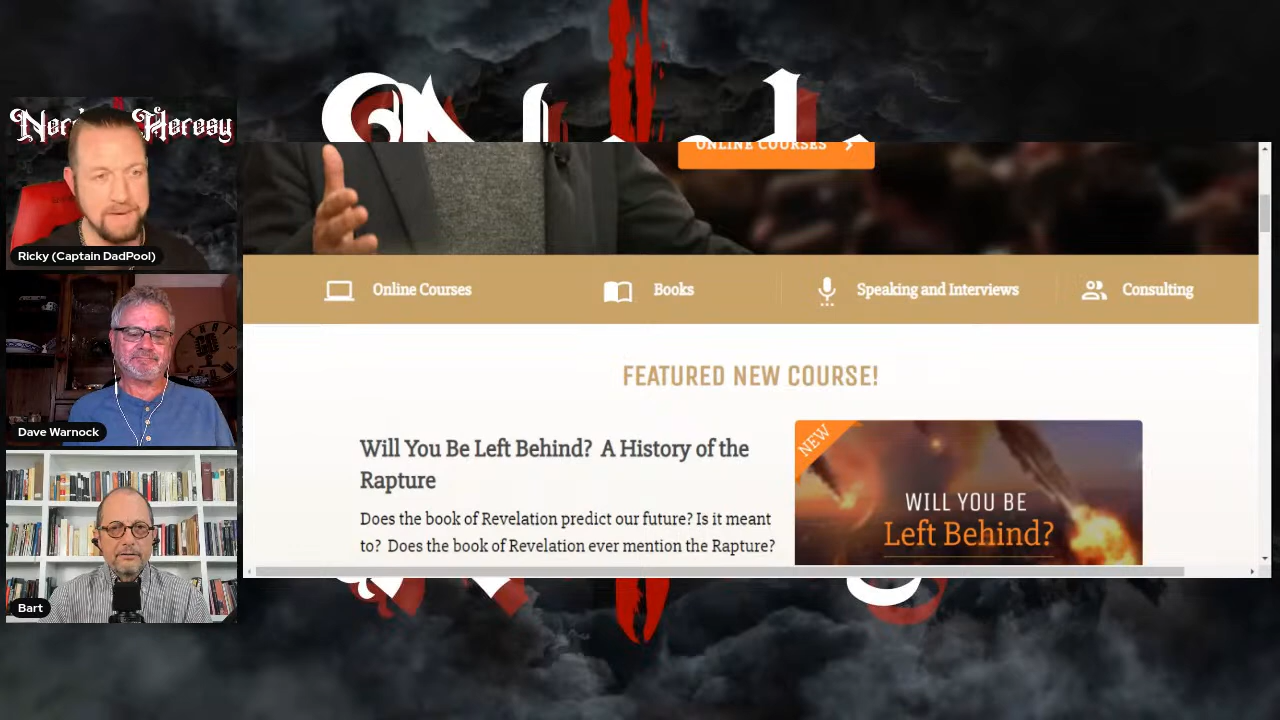 Ricky (Captain DadPool)
Dave Warnock
Bart
ONLINE COURSES
Online Courses
Books
Speaking and Interviews
Consulting
FEATURED NEW COURSE!
Will You Be Left Behind? A History of the
Rapture
Does the book of Revelation predict our future? Is it meant
to? Does the book of Revelation ever mention the Rapture?
NEW
WILL YOU BE
Left Behind?